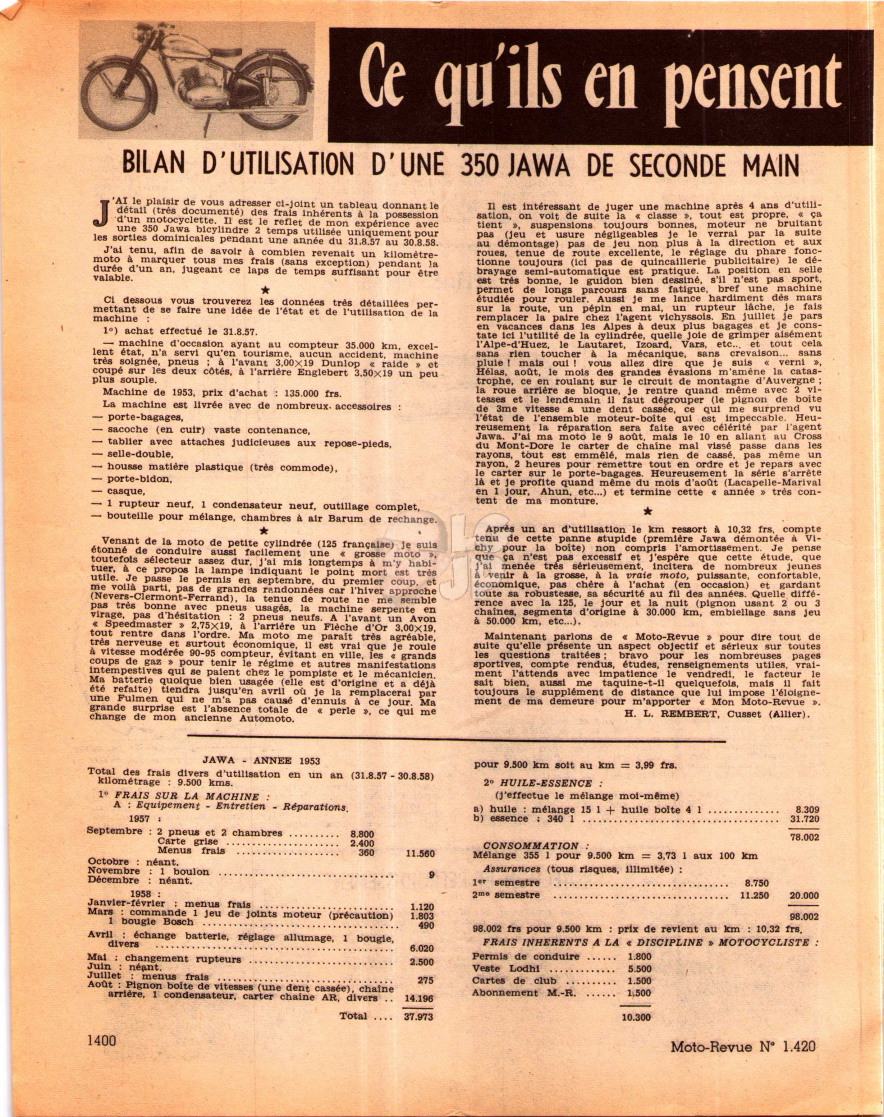 Ce qu'ils en pensent
BILAN D'UTILISATION D'UNE 350 JAWA DE SECONDE MAIN
J'AI le plaisir de vous adresser ci-joint un tableau donnant le
détail (très documenté) des frais inhérents à la possession
d'un motocyclette. Il est le reflet de mon expérience avec
une 350 Jawa bicylindre 2 temps utilisée uniquement pour
les sorties dominicales pendant une année du 31.8.57 au 30.8.58.
J'ai tenu, afin de savoir à combien revenait un kilomètre-
moto à marquer tous mes frais (sans exception) pendant la
durée d'un an, jugeant ce laps de temps suffisant pour être
valable.
★
Ci dessous vous trouverez les données très détaillées per-
mettant de se faire une idée de l'état et de l'utilisation de la
machine :
1º) achat effectué le 31.8.57.
— machine d'occasion ayant au compteur 35.000 km, excel-
lent état, n'a servi qu'en tourisme, aucun accident, machine
très soignée, pneus : à l'avant 3,00×19 Dunlop « raide » et
coupé sur les deux côtés, à l'arrière Englebert 3,50×19 un peu
plus souple.
Machine de 1953, prix d'achat : 135.000 frs.
La machine est livrée avec de nombreux accessoires :
— porte-bagages,
— sacoche (en cuir) vaste contenance,
— tablier avec attaches judicieuses aux repose-pieds,
— selle-double,
— housse matière plastique (très commode),
— porte-bidon,
— casque,
— 1 rupteur neuf, 1 condensateur neuf, outillage complet,
— bouteille pour mélange, chambres à air Barum de rechange.
★
Venant de la moto de petite cylindrée (125 française) je suis
étonné de conduire aussi facilement une « grosse moto »,
toutefois sélecteur assez dur, j'ai mis longtemps à m'y habi-
tuer, à ce propos la lampe indiquant le point mort est très
utile. Je passe le permis en septembre, du premier coup, et
me voilà parti, pas de grandes randonnées car l'hiver approche
(Nevers-Clermont-Ferrand), la tenue de route ne me semble
pas très bonne avec pneus usagés, la machine serpente en
virage, pas d'hésitation : 2 pneus neufs. A l'avant un Avon
« Speedmaster » 2,75×19, à l'arrière un Flèche d'Or 3,00×19,
tout rentre dans l'ordre. Ma moto me paraît très agréable,
très nerveuse et surtout économique, il est vrai que je roule
à vitesse modérée 90-95 compteur, évitant en ville, les « grands
coups de gaz » pour tenir le régime et autres manifestations
intempestives qui se paient chez le pompiste et le mécanicien.
Ma batterie quoique bien usagée (elle est d'origine et a déjà
été refaite) tiendra jusqu'en avril où je la remplacerai par
une Fulmen qui ne m'a pas causé d'ennuis à ce jour. Ma
grande surprise est l'absence totale de « perle », ce qui me
change de mon ancienne Automoto.
Il est intéressant de juger une machine après 4 ans d'utili-
sation, on voit de suite la « classe », tout est propre, « ça
tient », suspensions toujours bonnes, moteur ne bruitant
pas (jeu et usure négligeables je le verrai par la suite
au démontage) pas de jeu non plus à la direction et aux
roues, tenue de route excellente, le réglage du phare fonc-
tionne toujours (ici pas de quincaillerie publicitaire) le dé-
brayage semi-automatique est pratique. La position en selle
est très bonne, le guidon bien dessiné, s'il n'est pas sport,
permet de longs parcours sans fatigue, bref une machine
étudiée pour rouler. Aussi je me lance hardiment dès mars
sur la route, un pépin en mai, un rupteur lâche, je fais
remplacer la paire chez l'agent vichyssois. En juillet je pars
en vacances dans les Alpes à deux plus bagages et je cons-
tate ici l'utilité de la cylindrée, quelle joie de grimper aisément
l'Alpe-d'Huez, le Lautaret, Izoard, Vars, etc.. et tout cela
sans rien toucher à la mécanique, sans crevaison... sans
pluie ! mais oui ! vous allez dire que je suis « verni »,
Hélas, août, le mois des grandes évasions m'amène la catas-
trophe, ce en roulant sur le circuit de montagne d'Auvergne ;
la roue arrière se bloque, je rentre quand même avec 2 vi-
tesses et le lendemain il faut dégrouper (le pignon de boîte
de 3me vitesse a une dent cassée, ce qui me surprend vu
l'état de l'ensemble moteur-boîte qui est impeccable. Heu-
reusement la réparation sera faite avec célérité par l'agent
Jawa. J'ai ma moto le 9 août, mais le 10 en allant au Cross
du Mont-Dore le carter de chaîne mal vissé passe dans les
rayons, tout est emmêlé, mais rien de cassé, pas même un
rayon, 2 heures pour remettre tout en ordre et je repars avec
le carter sur le porte-bagages. Heureusement la série s'arrête
là et je profite quand même du mois d'août (Lacapelle-Marival
en 1 jour, Ahun, etc...) et termine cette « année » très con-
tent de ma monture.
★
Après un an d'utilisation le km ressort à 10,32 frs, compte
tenu de cette panne stupide (première Jawa démontée à Vi-
chy pour la boîte) non compris l'amortissement. Je pense
que ça n'est pas excessif et j'espère que cette étude, que
j'ai menée très sérieusement, incitera de nombreux jeunes
à venir à la grosse, à la vraie moto, puissante, confortable,
économique, pas chère à l'achat (en occasion) et gardant
toute sa robustesse, sa sécurité au fil des années. Quelle diffé-
rence avec la 125, le jour et la nuit (pignon usant 2 ou 3
chaînes, segments d'origine à 30.000 km, embiellage sans jeu
à 50.000 km, etc...).
Maintenant parlons de « Moto-Revue » pour dire tout de
suite qu'elle présente un aspect objectif et sérieux sur toutes
les questions traitées ; bravo pour les nombreuses pages
sportives, compte rendus, études, renseignements utiles, vrai-
ment l'attends avec impatience le vendredi, le facteur le
sait bien, aussi me taquine-t-il quelquefois, mais il fait
toujours le supplément de distance que lui impose l'éloigne-
ment de ma demeure pour m'apporter « Mon Moto-Revue ».
H. L. REMBERT, Cusset (Allier).
JAWA - ANNEE 1953
Total des frais divers d'utilisation en un an (31.8.57 - 30.8.58)
kilométrage : 9.500 kms.
1º FRAIS SUR LA MACHINE :
A : Equipement - Entretien - Réparations.
1957 :
Septembre : 2 pneus et 2 chambres .......... 8.800
Carte grise .................... 2.400
Menus frais .................. 360 11.560
Octobre : néant.
Novembre : 1 boulon .................................... 9
Décembre : néant.
1958 :
Janvier-février : menus frais ............................ 1.120
Mars : commande 1 jeu de joints moteur (précaution) 1.803
1 bougie Bosch .................................... 490
Avril : échange batterie, réglage allumage, 1 bougie,
divers .......................................... 6.020
Mai : changement rupteurs .............................. 2.500
Juin : néant.
Juillet : menus frais .................................... 275
Août : Pignon boîte de vitesses (une dent cassée), chaîne
arrière, 1 condensateur, carter chaîne AR, divers .. 14.196
Total .... 37.973
pour 9.500 km soit au km = 3,99 frs.
2º HUILE-ESSENCE :
(j'effectue le mélange moi-même)
a) huile : mélange 15 l + huile boîte 4 l ............. 8.309
b) essence : 340 l ................................... 31.720
78.002
CONSOMMATION :
Mélange 355 l pour 9.500 km = 3,73 l aux 100 km
Assurances (tous risques, illimitée) :
1er semestre .................................. 8.750
2me semestre .................................. 11.250 20.000
98.002
98.002 frs pour 9.500 km : prix de revient au km : 10,32 frs.
FRAIS INHERENTS A LA « DISCIPLINE » MOTOCYCLISTE :
Permis de conduire ...... 1.800
Veste Lodhi ............. 5.500
Cartes de club .......... 1.500
Abonnement M.-R. ...... 1,500
10.300
1400
Moto-Revue Nº 1.420